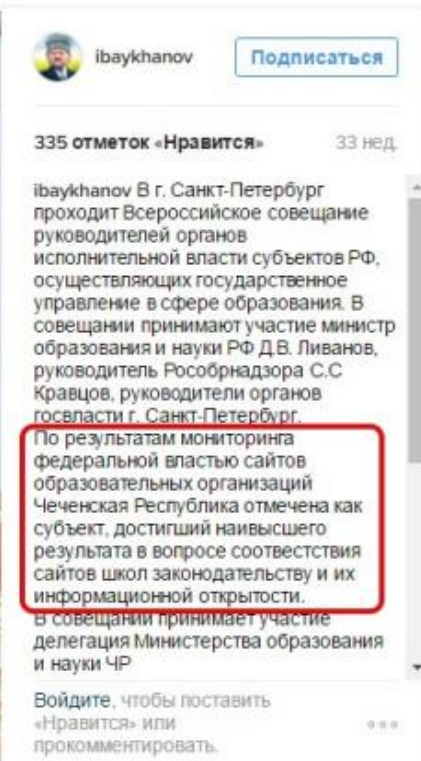 ibaykhanov
Подписаться
335 отметок «Нравится»
33 нед.
ibaykhanov В г. Санкт-Петербург
проходит Всероссийское совещание
руководителей органов
исполнительной власти субъектов РФ,
осуществляющих государственное
управление в сфере образования. В
совещании принимают участие министр
образования и науки РФ Д.В. Ливанов,
руководитель Рособрнадзора С.С
Кравцов, руководители органов
госвласти г. Санкт-Петербург.
По результатам мониторинга
федеральной властью сайтов
образовательных организаций
Чеченская Республика отмечена как
субъект, достигший наивысшего
результата в вопросе соотвестствия
сайтов школ законодательству и их
информационной открытости.
В совещании принимает участие
делегация Министерства образования
и науки ЧР
Войдите, чтобы поставить
«Нравится» или
прокомментировать.